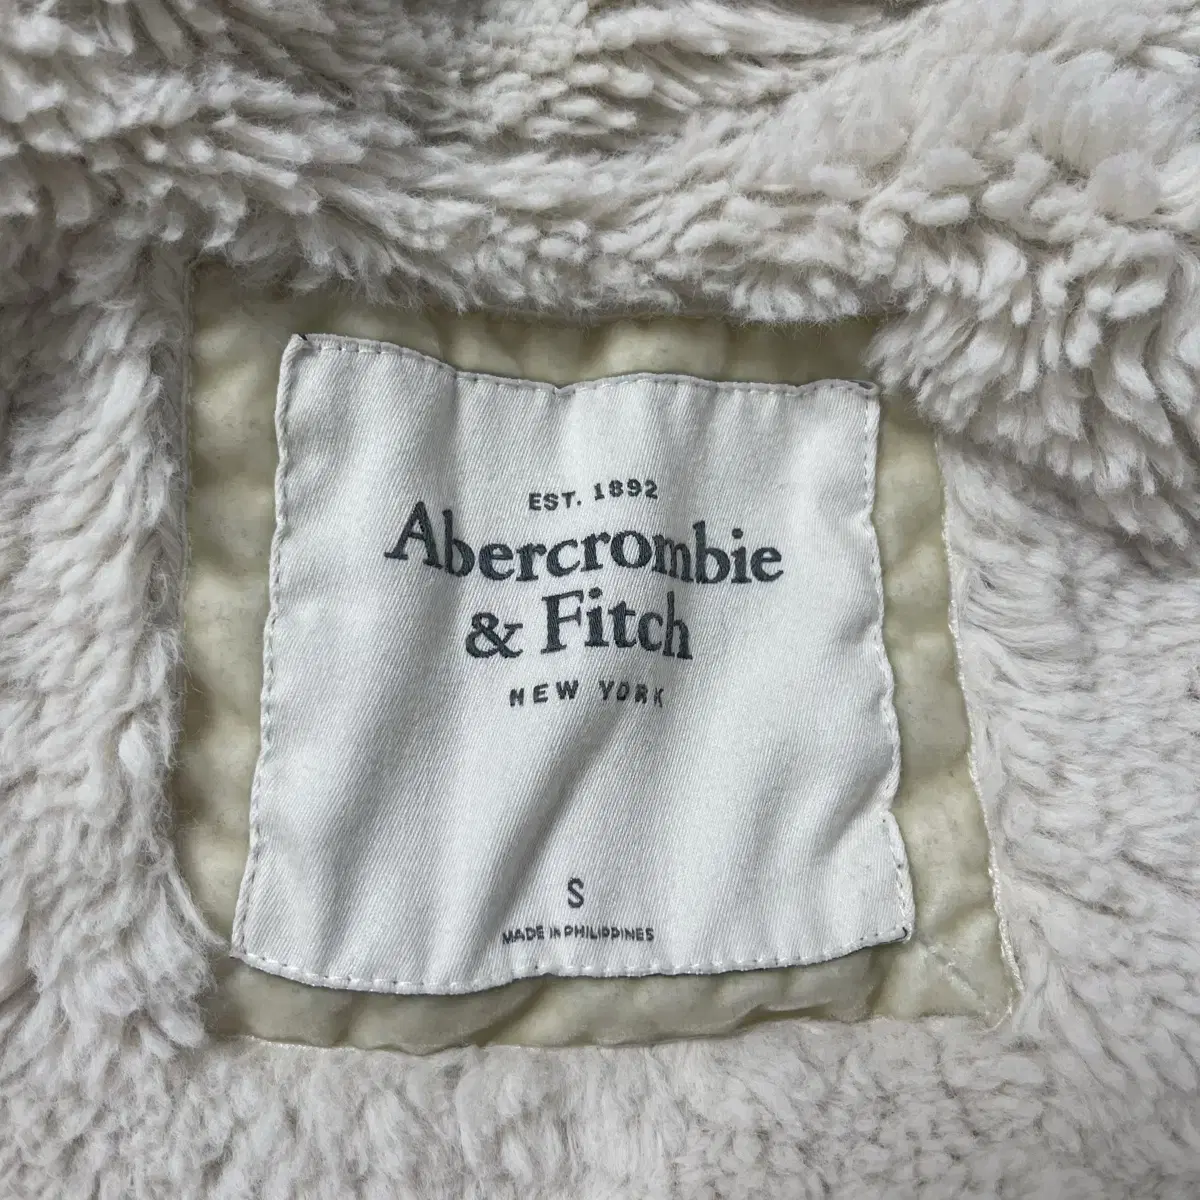 EST. 1892
Abercrombie
& Fitch
NEW YORK
S
MADE IN PHILIPPINES